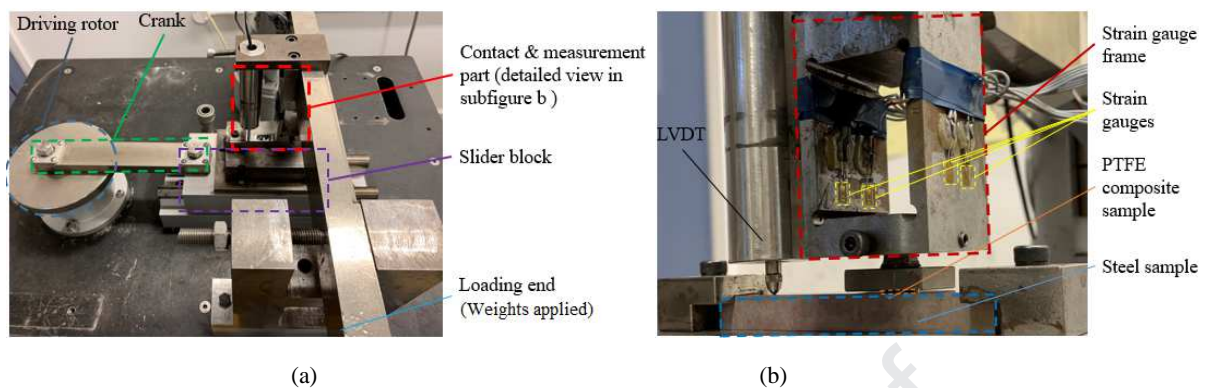 Driving rotor
Crank
Contact & measurement
part (detailed view in
subfigure b )
Slider block
Loading end
(Weights applied)
(a)
LVDT
Strain gauge
frame
Strain
gauges
PTFE
composite
sample
Steel sample
(b)
f